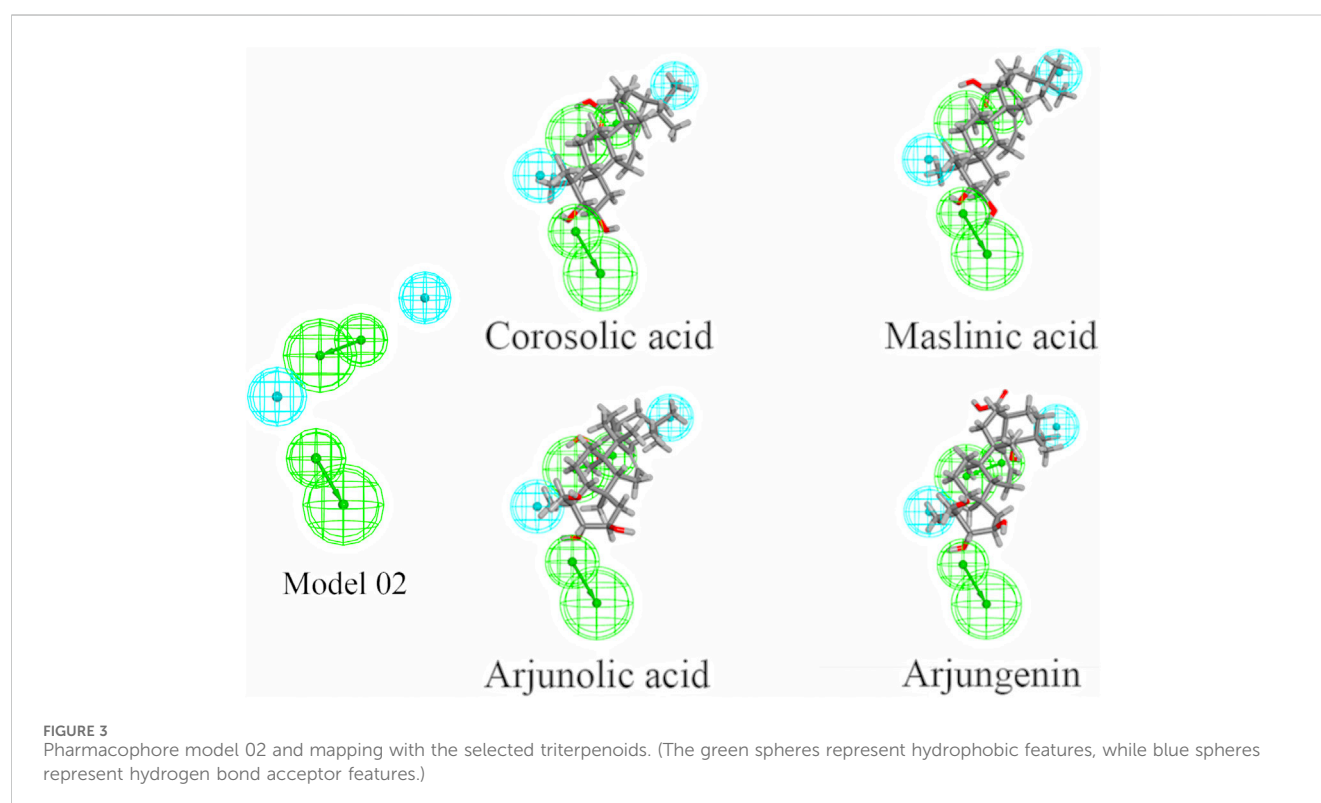 Corosolic acid
Maslinic acid
Model 02
Arjunolic acid
Arjungenin
FIGURE 3
Pharmacophore model 02 and mapping with the selected triterpenoids. (The green spheres represent hydrophobic features, while blue spheres
represent hydrogen bond acceptor features.)